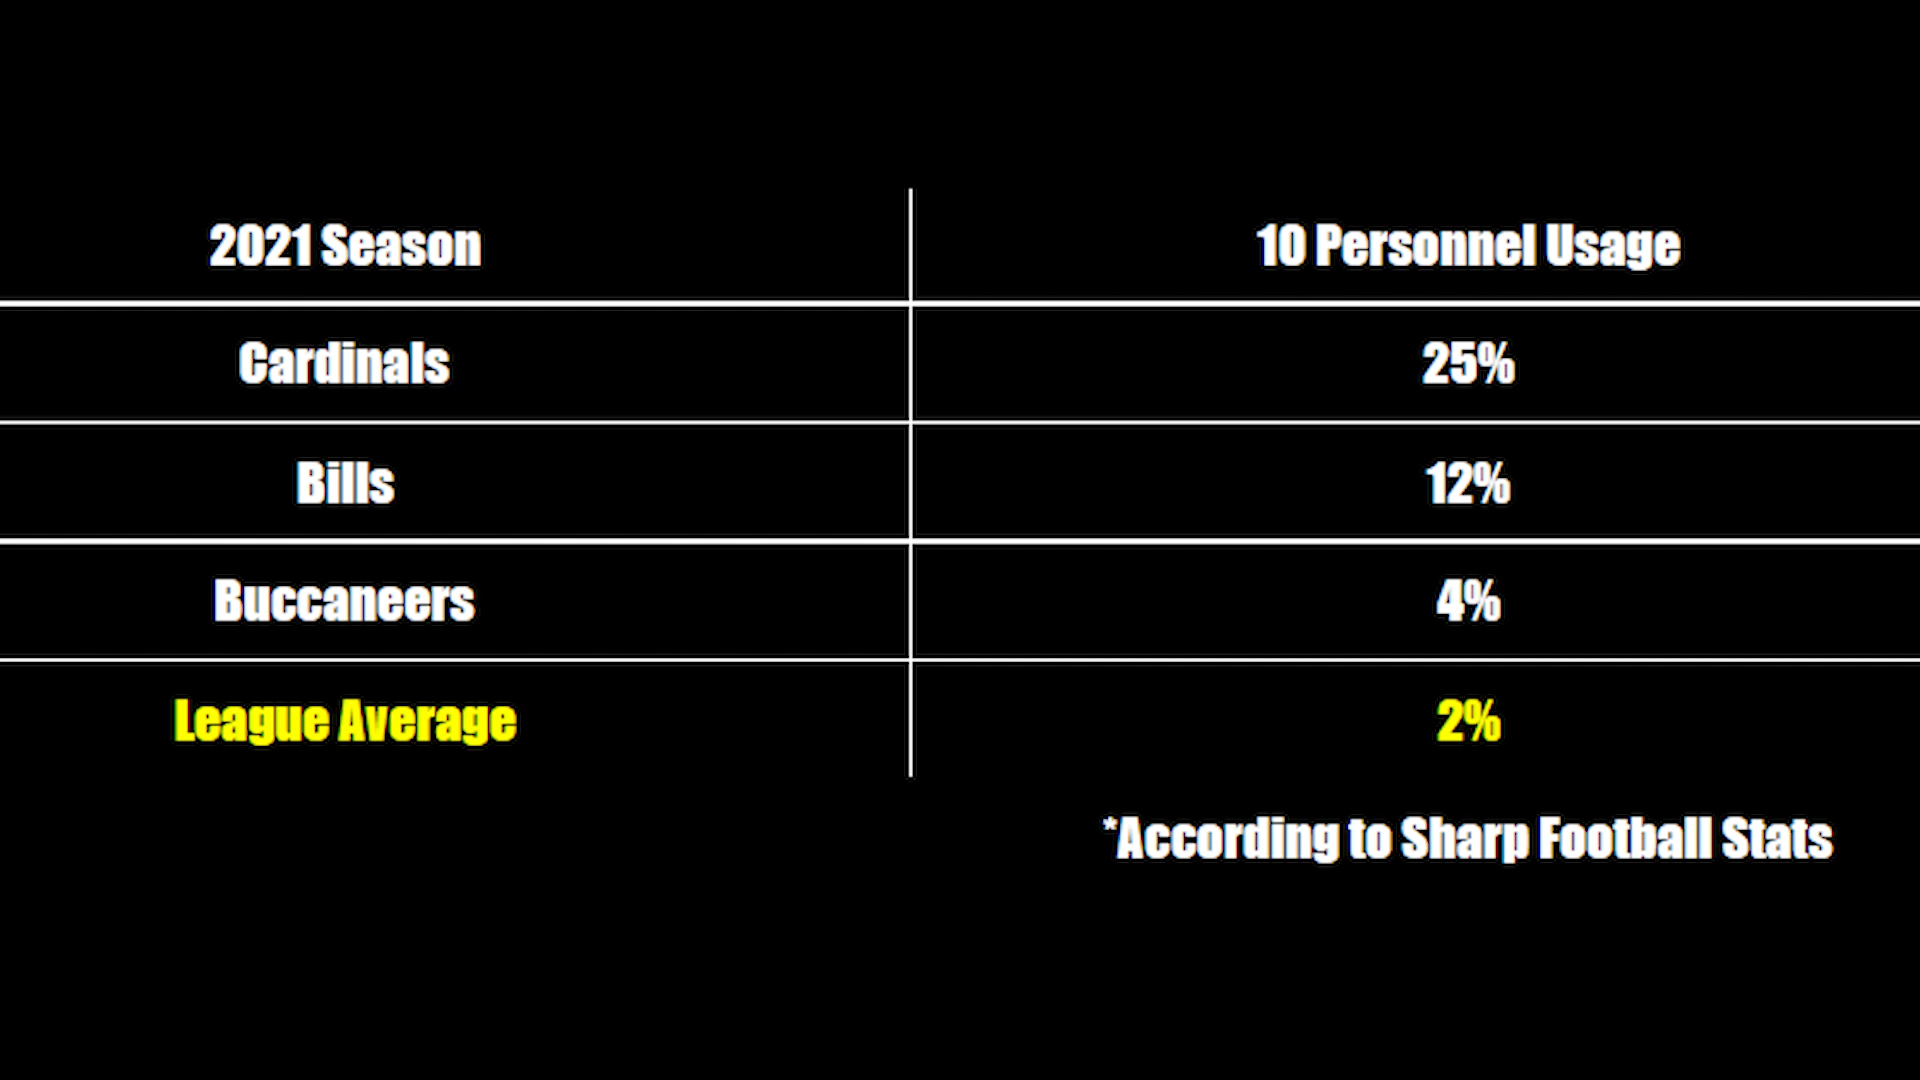 2021 Season 10 Personnel Usage
Cardinals 25%
Bills 12%
Buccaneers 4%
League Average 2%
*According to Sharp Football Stats